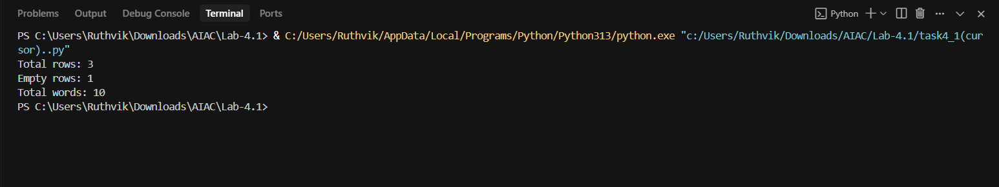 Problems Output Debug Console Terminal Ports Python
PS C:\Users\Ruthvik\Downloads\AIAC\Lab-4.1> & C:/Users/Ruthvik/AppData/Local/Programs/Python/Python313/python.exe "c:/Users/Ruthvik/Downloads/AIAC/Lab-4.1/task4_1(cur
sor)..py"
Total rows: 3
Empty rows: 1
Total words: 10
PS C:\Users\Ruthvik\Downloads\AIAC\Lab-4.1>